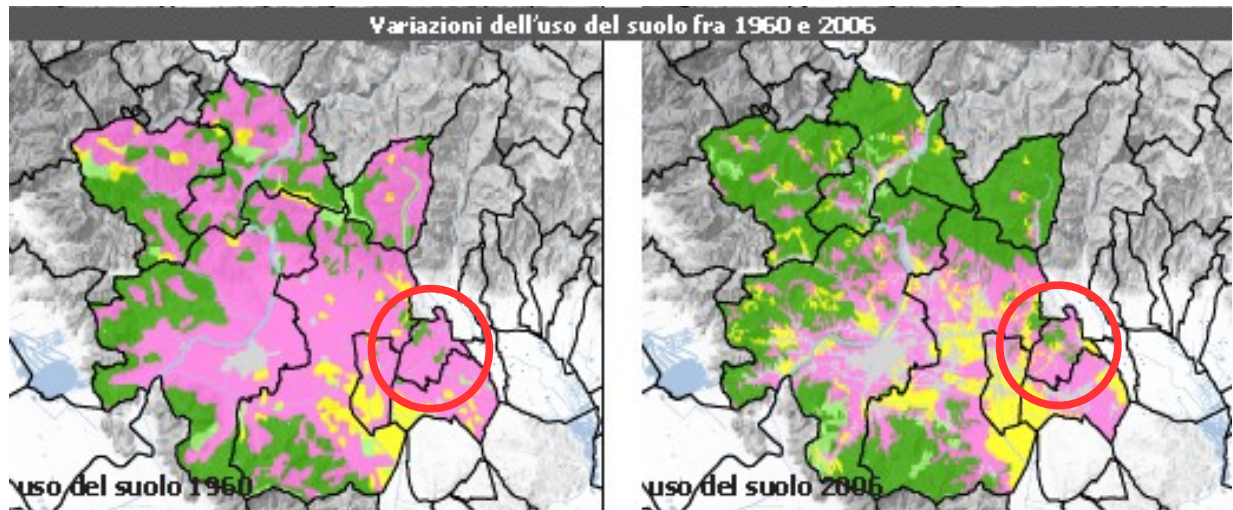 Variazioni dell'uso del suolo fra 1960 e 2006
uso del suolo 1960
uso del suolo 2006